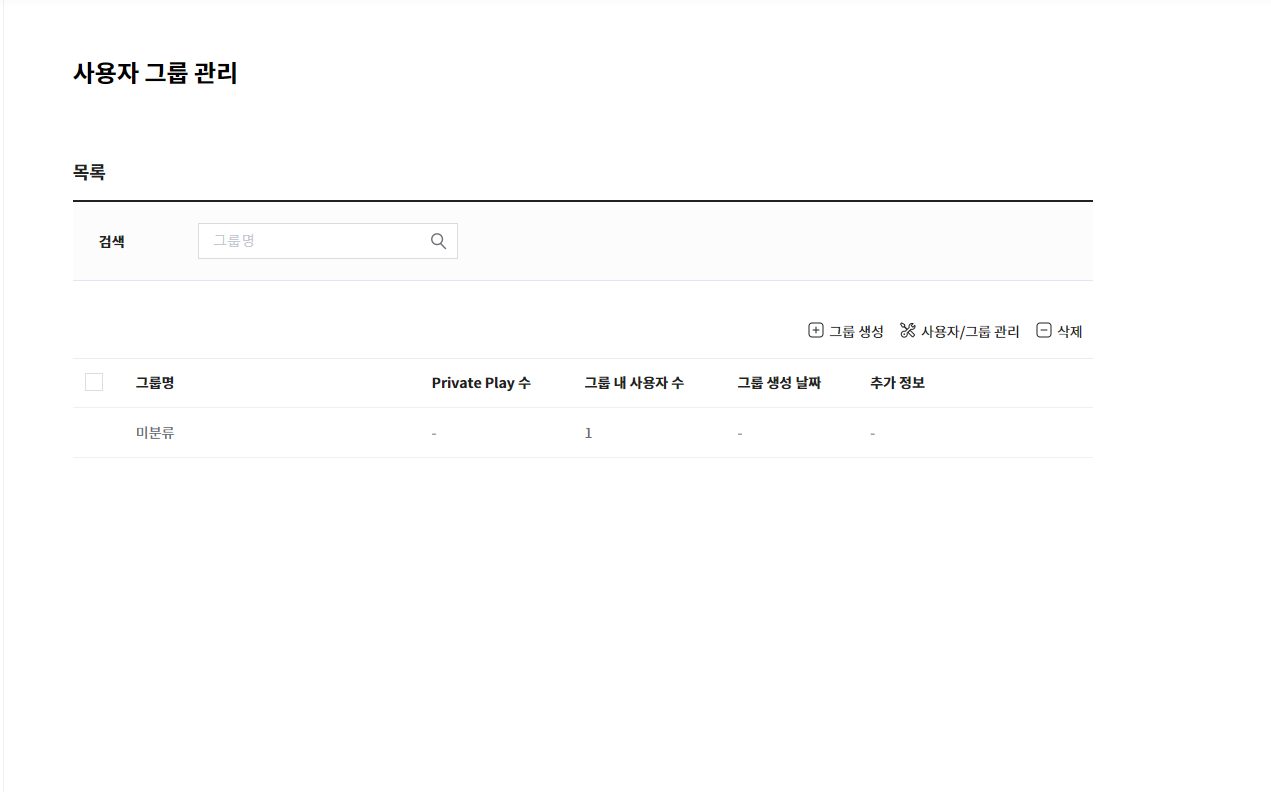 사용자 그룹 관리
목록
검색 그룹명
그룹 생성 사용자/그룹 관리 삭제
그룹명 Private Play 수 그룹 내 사용자 수 그룹 생성 날짜 추가 정보
미분류 - 1 - -